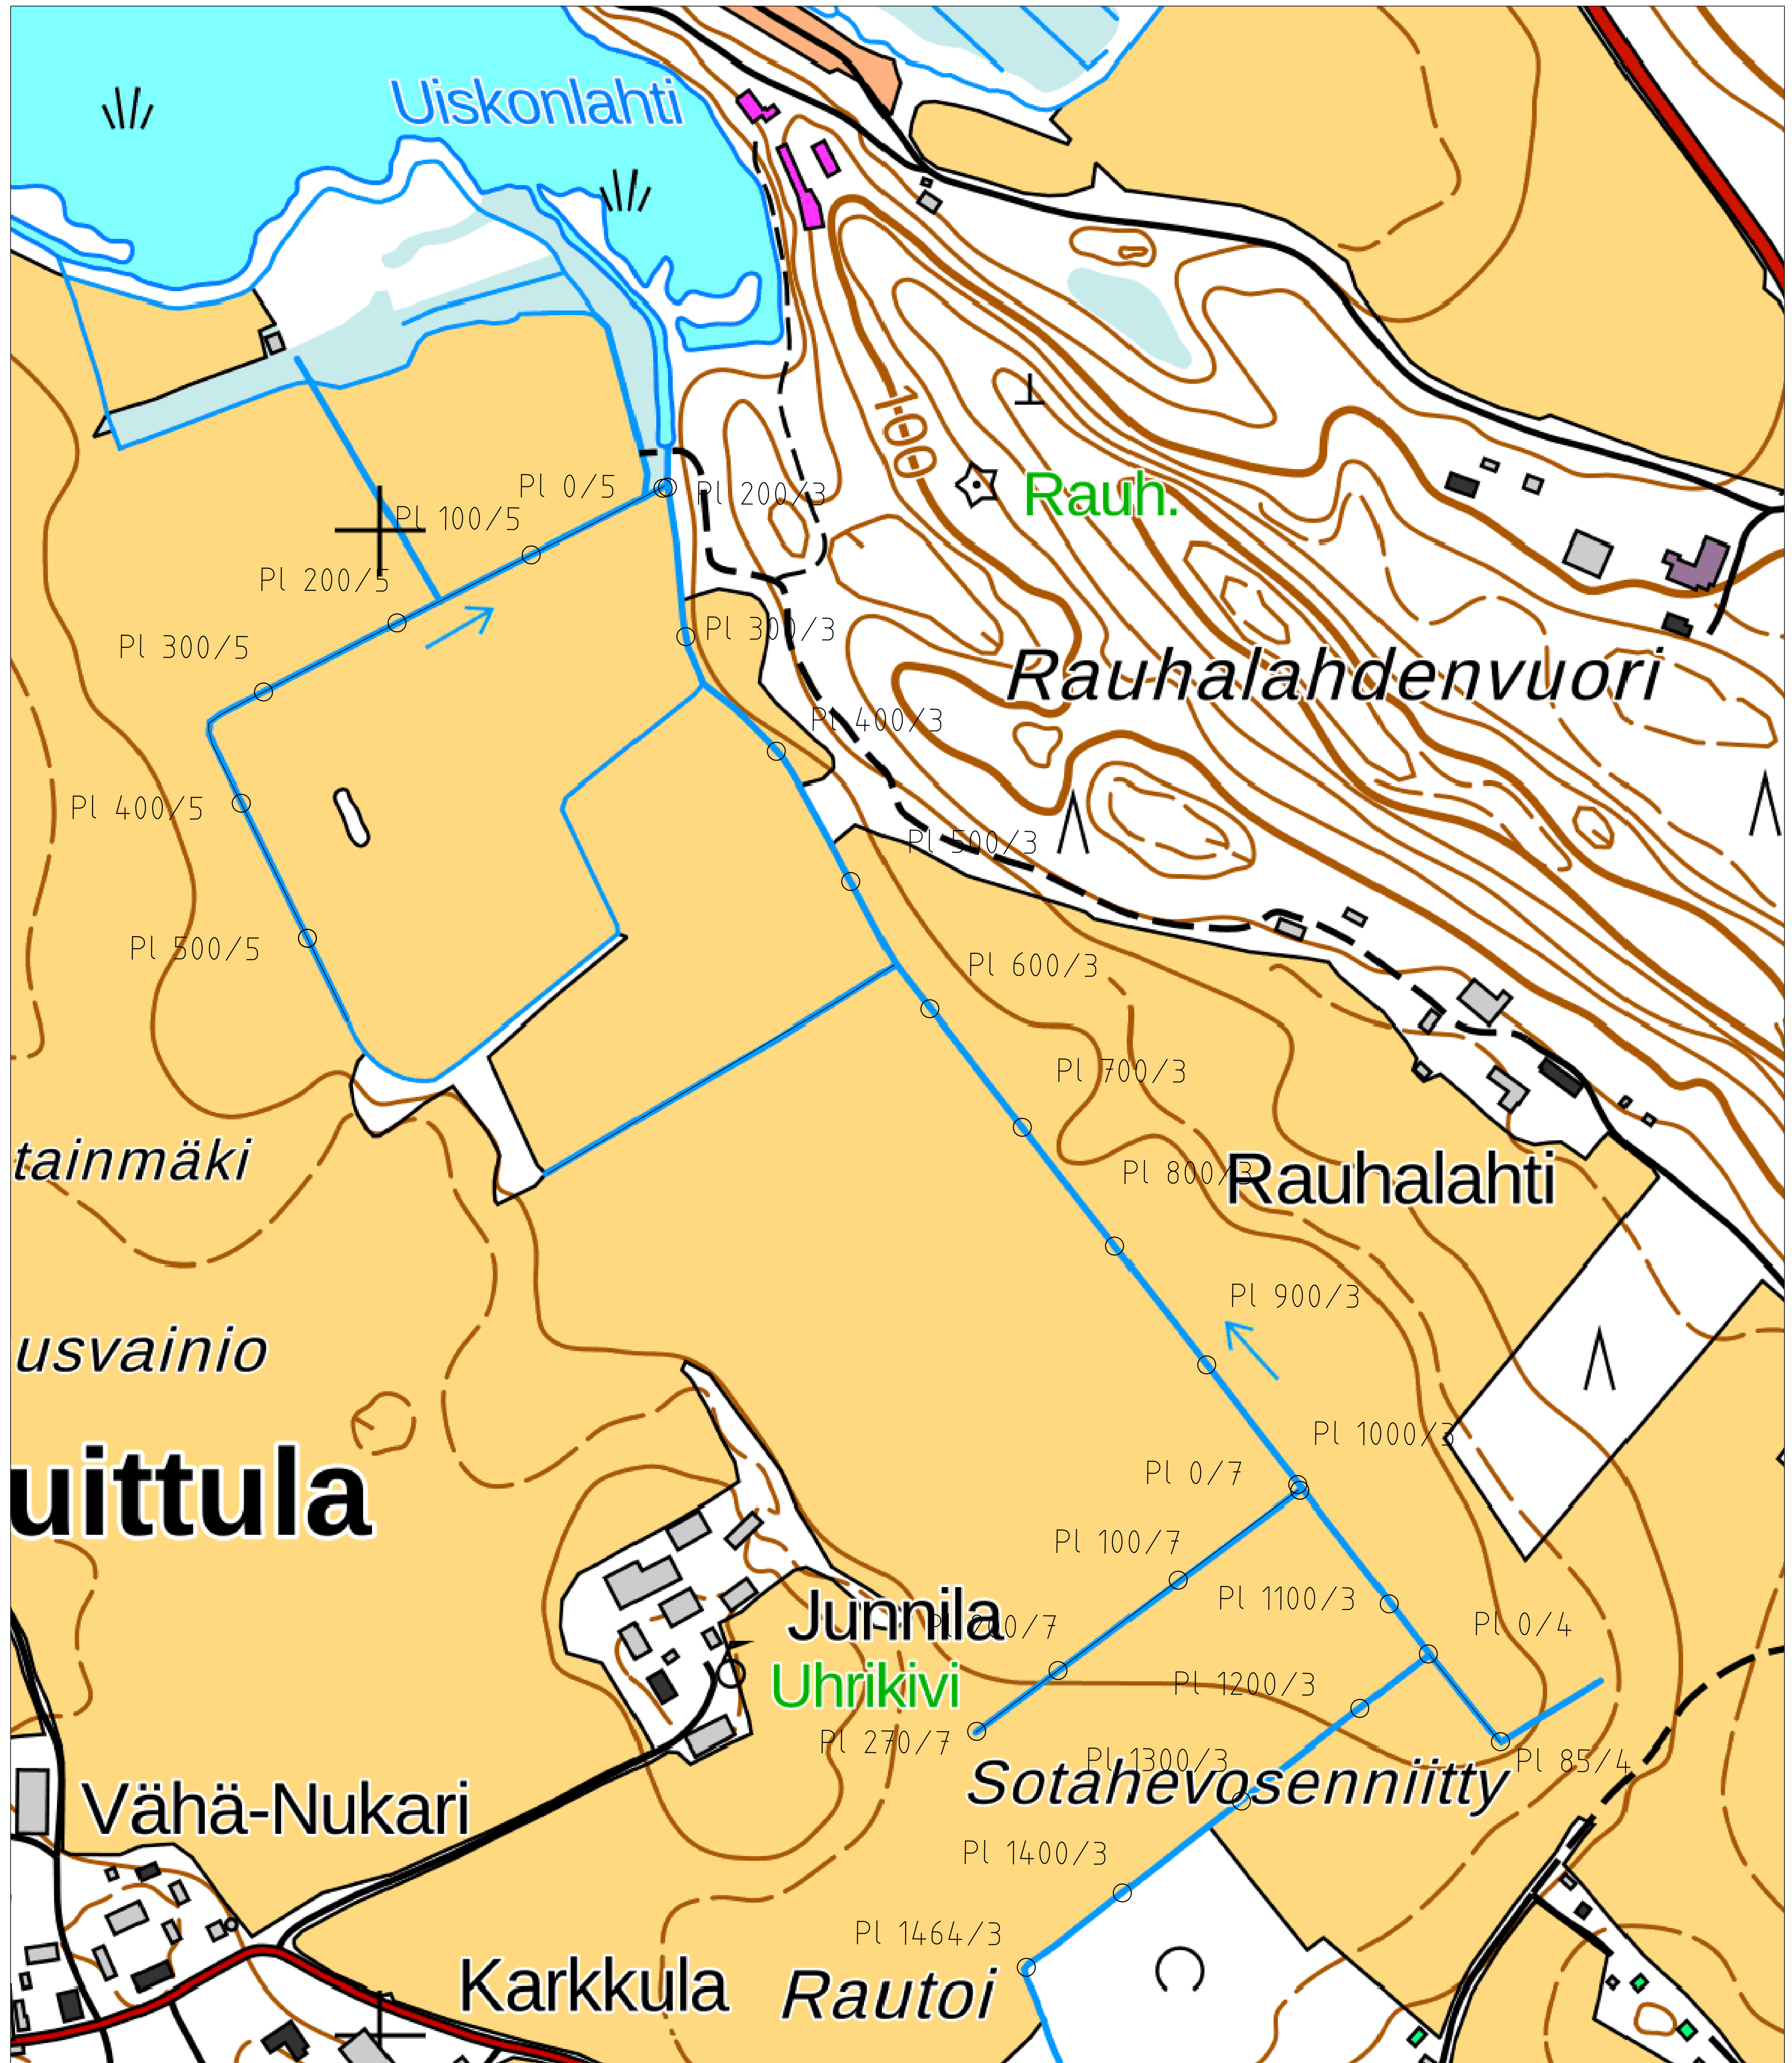 Uiskonlahti
100
Pl 0/5
Pl 200/3
Rauh.
Pl 100/5
Pl 200/5
Pl 300/5
Pl 300/3
Rauhalahdenvuori
Pl 400/3
Pl 400/5
Pl 500/3
Pl 500/5
Pl 600/3
Pl 700/3
tainmäki
Pl 800/3
Rauhalahti
Pl 900/3
usvainio
Pl 1000/3
Pl 0/7
uittula
Pl 100/7
Pl 1100/3
Junnila
Pl 200/7
Pl 0/4
Uhrikivi
Pl 1200/3
Pl 270/7
Pl 1300/3
Pl 85/4
Sotahevosenniitty
Vähä-Nukari
Pl 1400/3
Pl 1464/3
Karkkula
Rautoi